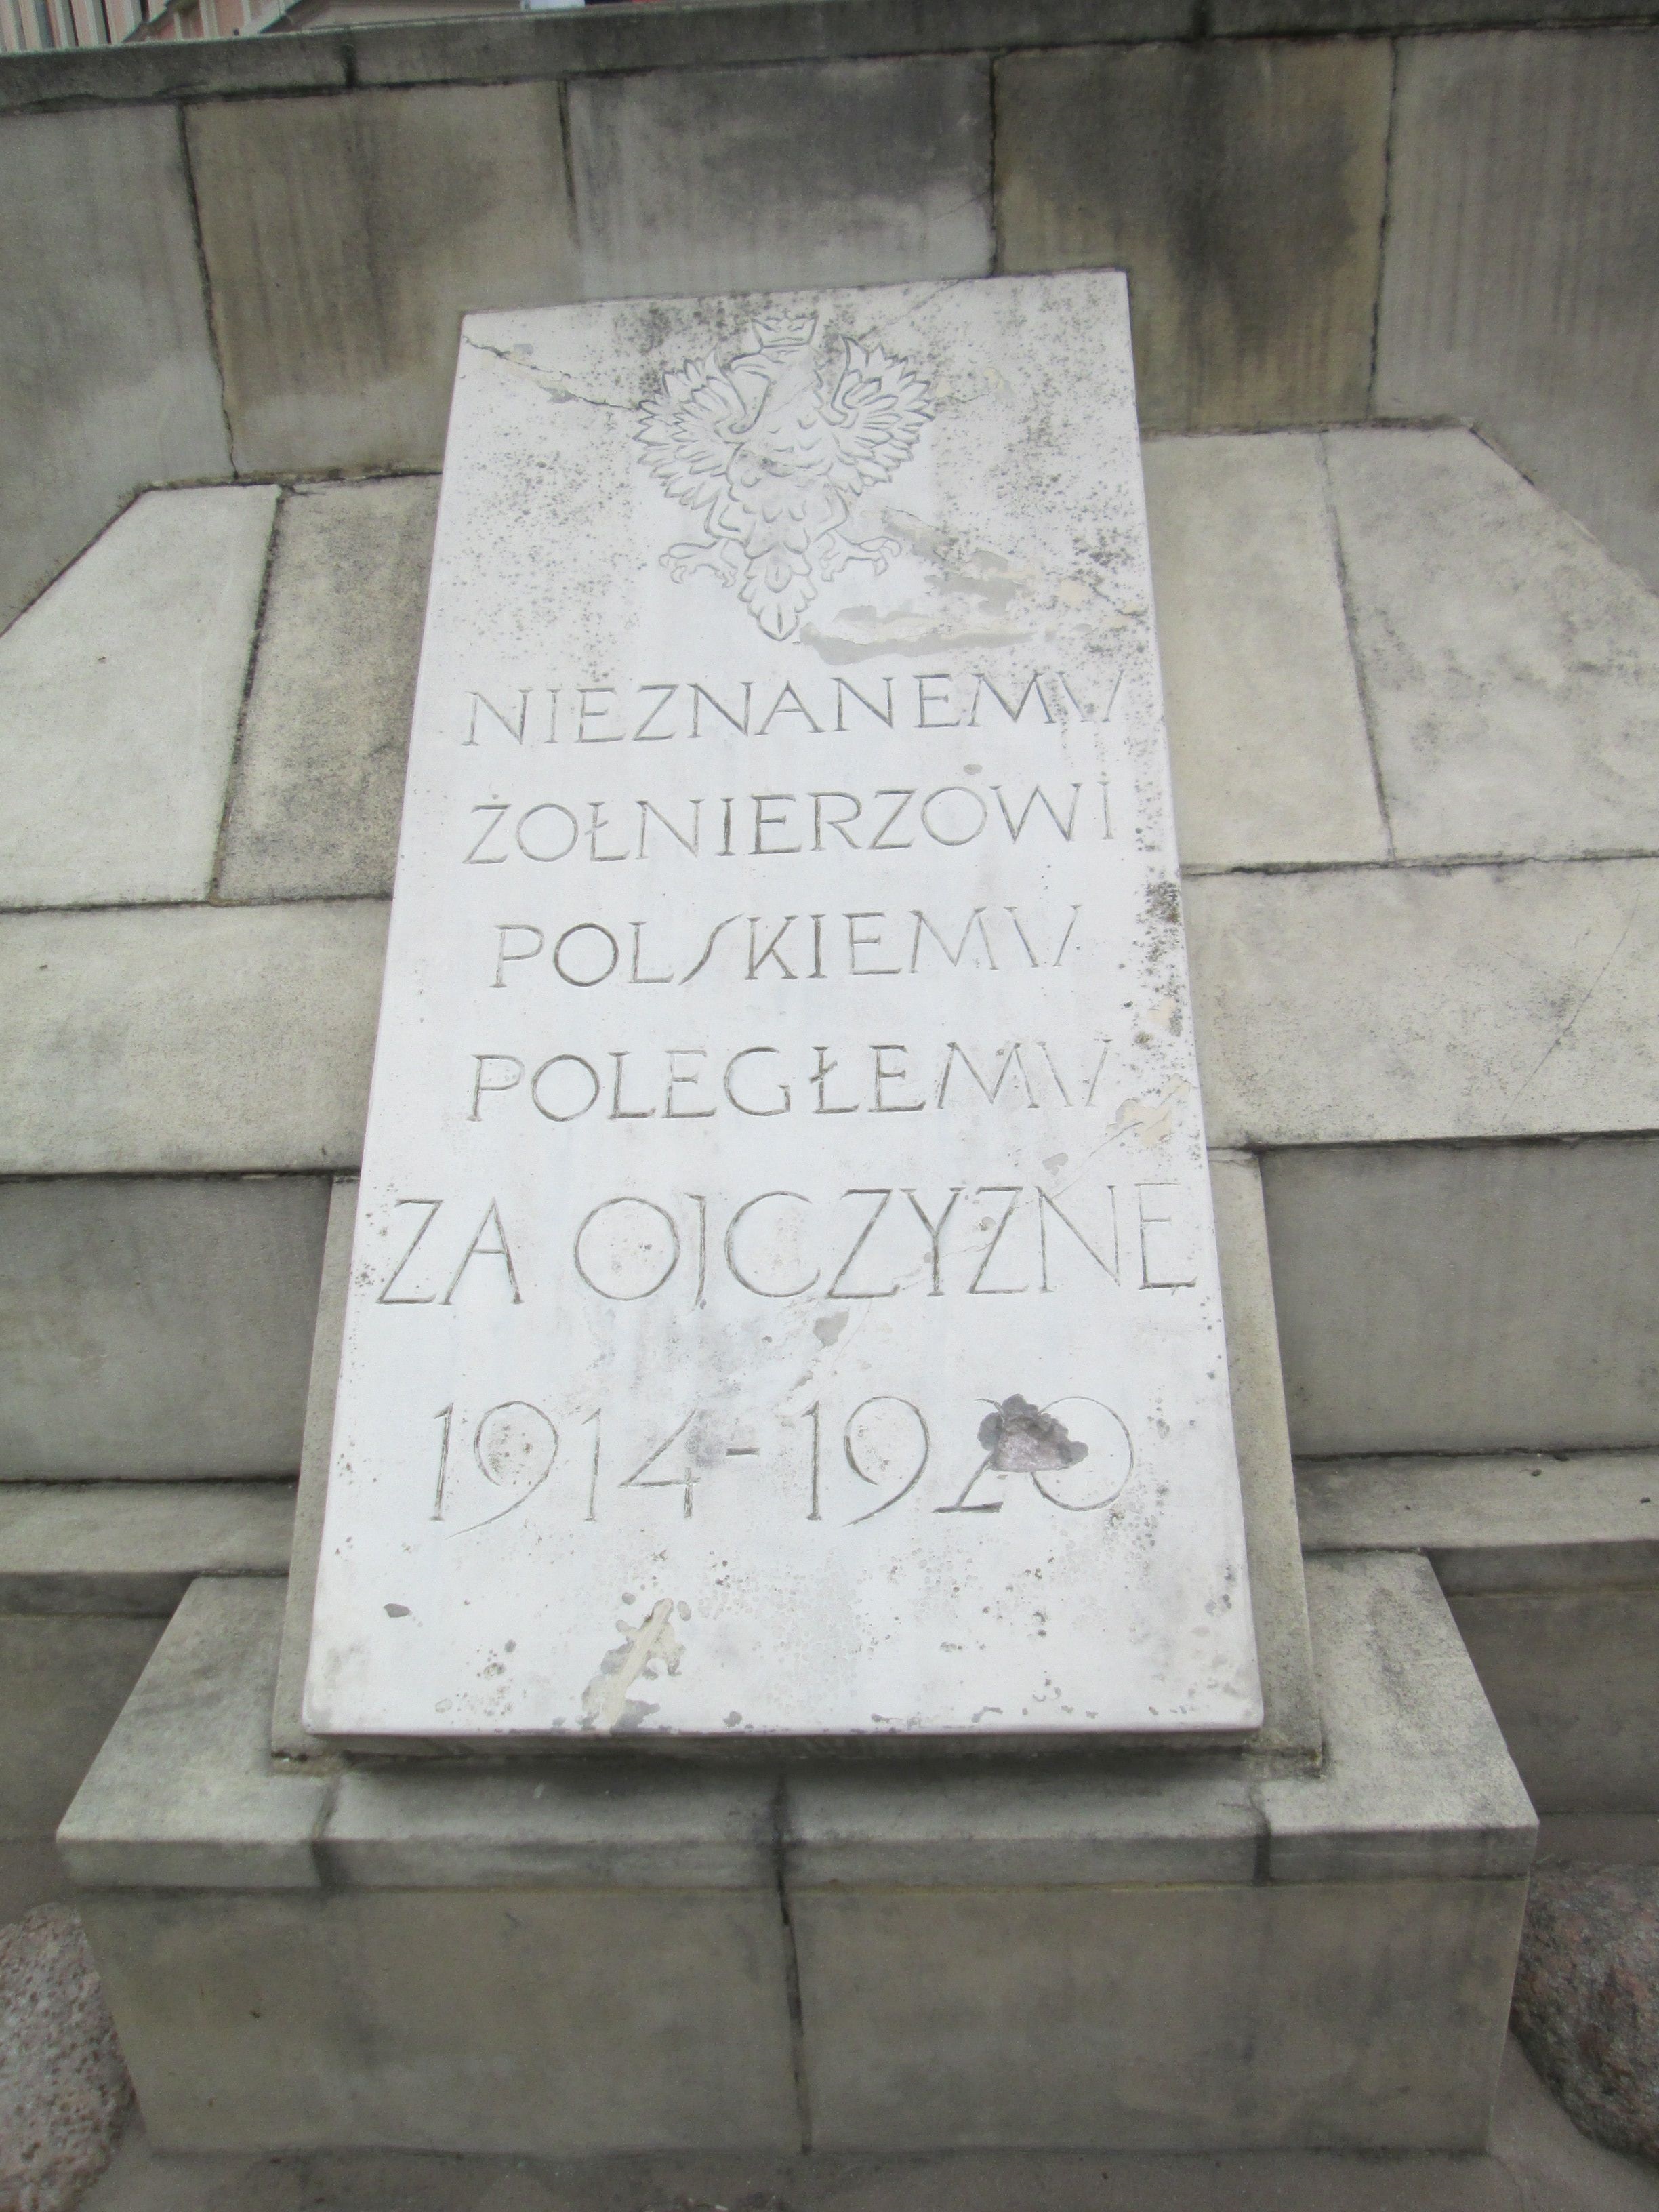 NIEZNANEMV
ŻOŁNIERZOWI
POLSKIEMV
POLEGŁEMV
ZA OJCZYZNE
1914-1920